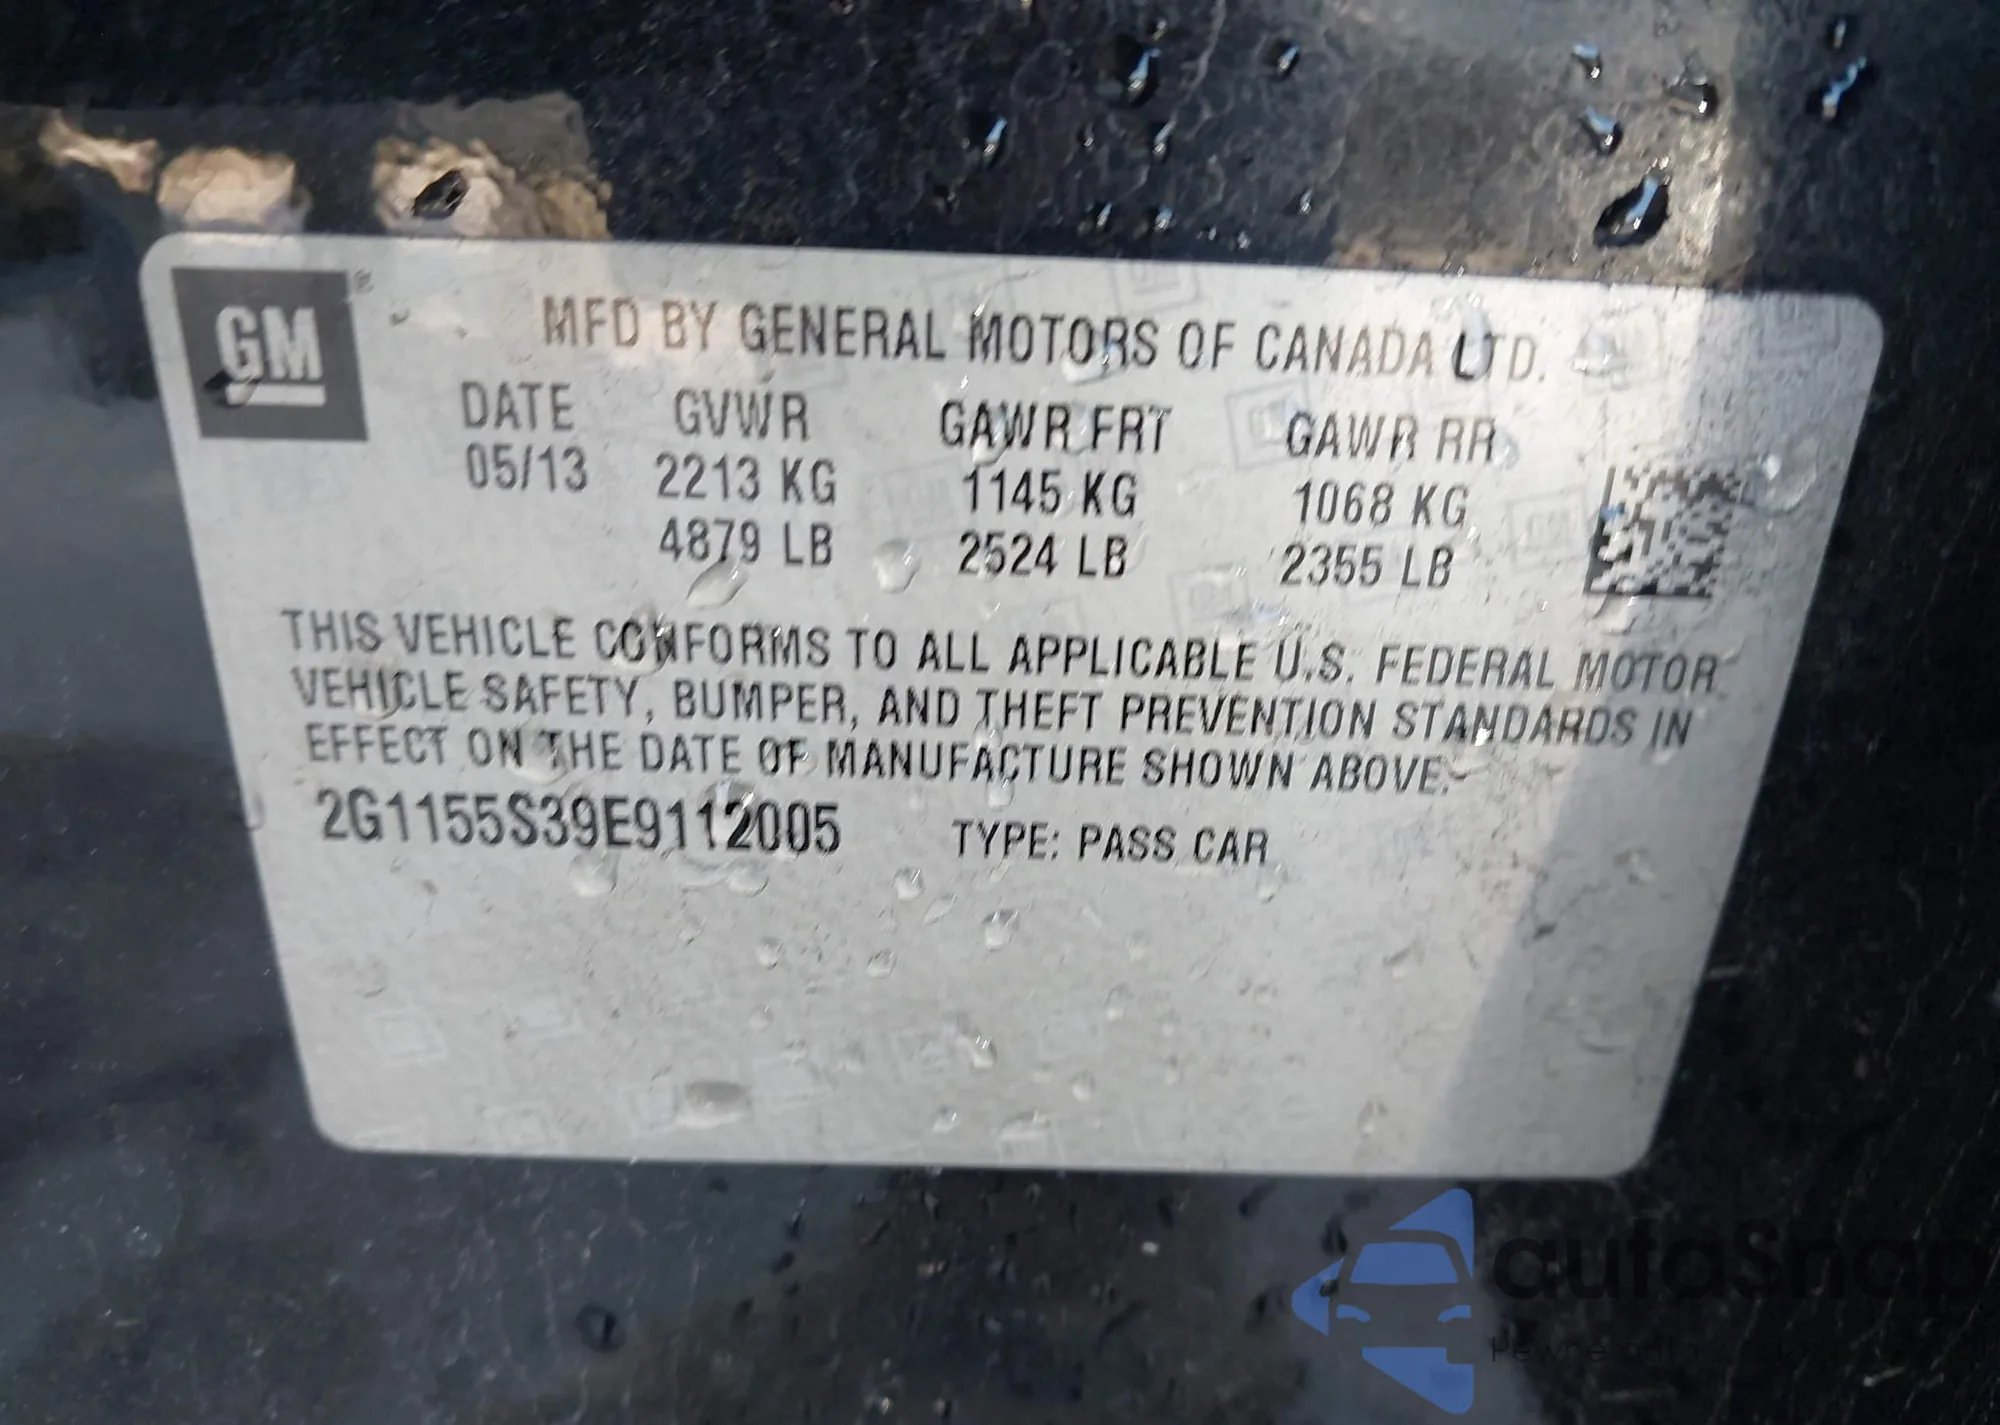 GM ®
MFD BY GENERAL MOTORS OF CANADA LTD.
DATE GVWR GAWR FRT GAWR RR
05/13 2213 KG 1145 KG 1068 KG
4879 LB 2524 LB 2355 LB
THIS VEHICLE CONFORMS TO ALL APPLICABLE U.S. FEDERAL MOTOR
VEHICLE SAFETY, BUMPER, AND THEFT PREVENTION STANDARDS IN
EFFECT ON THE DATE OF MANUFACTURE SHOWN ABOVE.
2G1155S39E9112005 TYPE: PASS CAR
autoSnap
Pewne auta